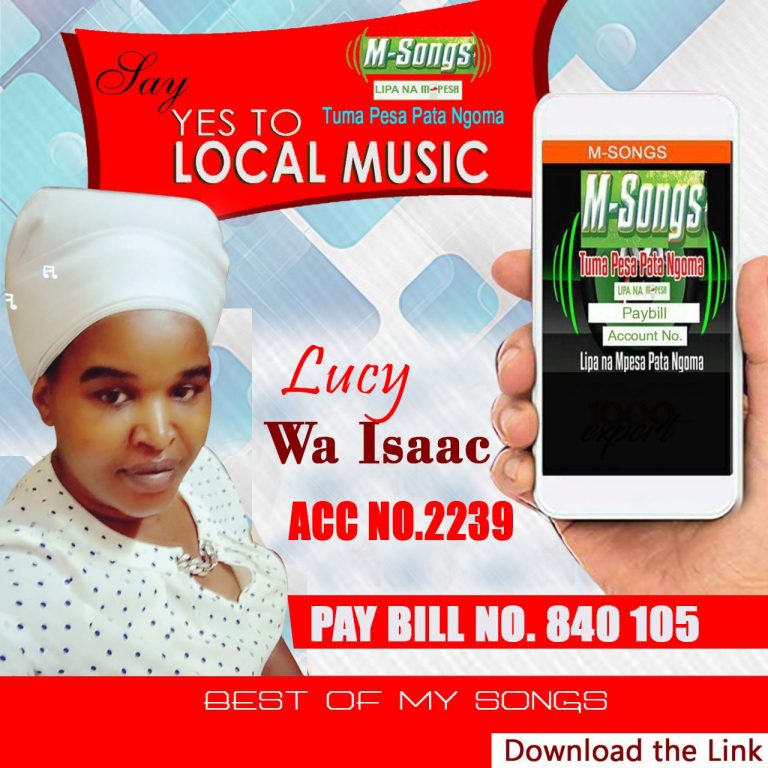 Say
YES TO
LOCAL MUSIC
M-Songs
LIPA NA M-PESA
Tuma Pesa Pata Ngoma
M-SONGS
M-Songs
Tuma Pesa Pata Ngoma
LIPA NA M-PESA
Paybill
Account No.
Lipa na Mpesa Pata Ngoma
expert
Lucy
Wa Isaac
ACC NO.2239
PAY BILL NO. 840 105
BEST OF MY SONGS
Download the Link